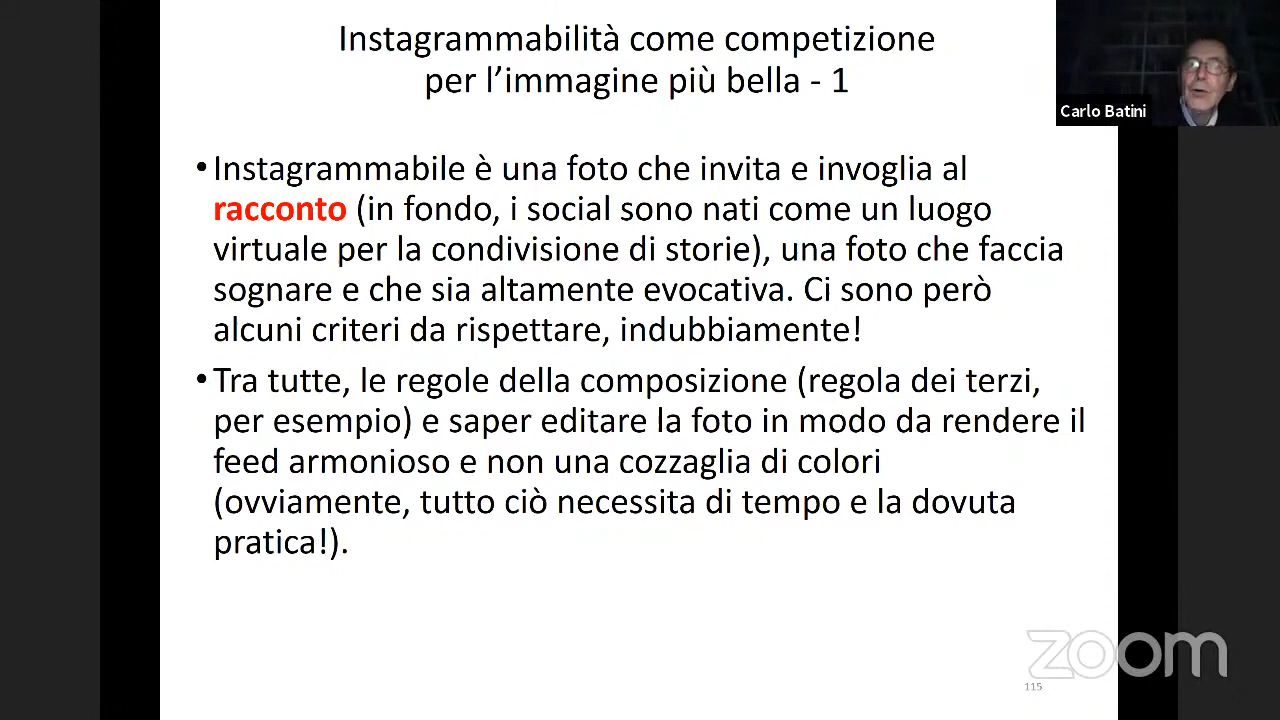 Instagrammabilità come competizione
per l’immagine più bella - 1
Carlo Batini
•Instagrammabile è una foto che invita e invoglia al
racconto (in fondo, i social sono nati come un luogo
virtuale per la condivisione di storie), una foto che faccia
sognare e che sia altamente evocativa. Ci sono però
alcuni criteri da rispettare, indubbiamente!
•Tra tutte, le regole della composizione (regola dei terzi,
per esempio) e saper editare la foto in modo da rendere il
feed armonioso e non una cozzaglia di colori
(ovviamente, tutto ciò necessita di tempo e la dovuta
pratica!).
zoom
115